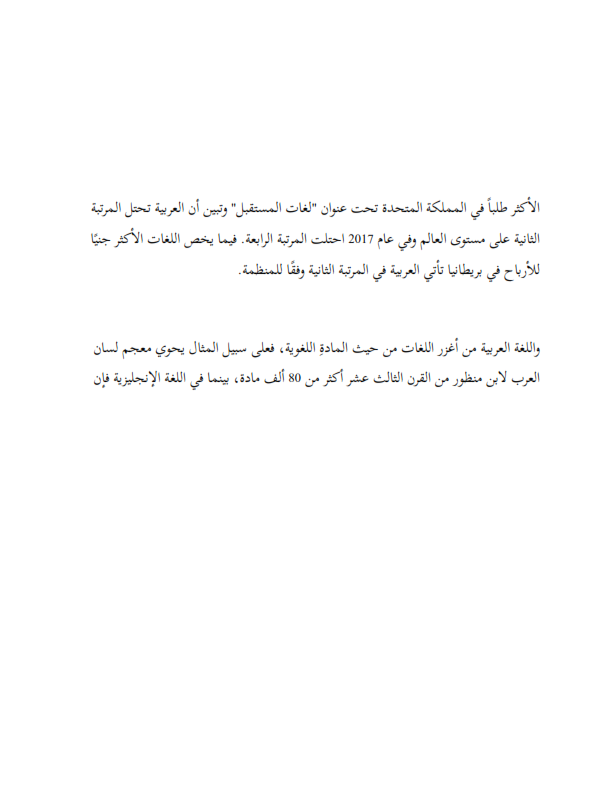 الأكثر طلباً في المملكة المتحدة تحت عنوان "لغات المستقبل" وتبين أن العربية تحتل المرتبة
الثانية على مستوى العالم وفي عام 2017 احتلت المرتبة الرابعة. فيما يخص اللغات الأكثر جنيًا
للأرباح في بريطانيا تأتي العربية في المرتبة الثانية وفقًا للمنظمة.
واللغة العربية من أغزر اللغات من حيث المادةِ اللغوية، فعلى سبيل المثال يحوي معجم لسان
العرب لابن منظور من القرن الثالث عشر أكثر من 80 ألف مادة، بينما في اللغة الإنجليزية فإن